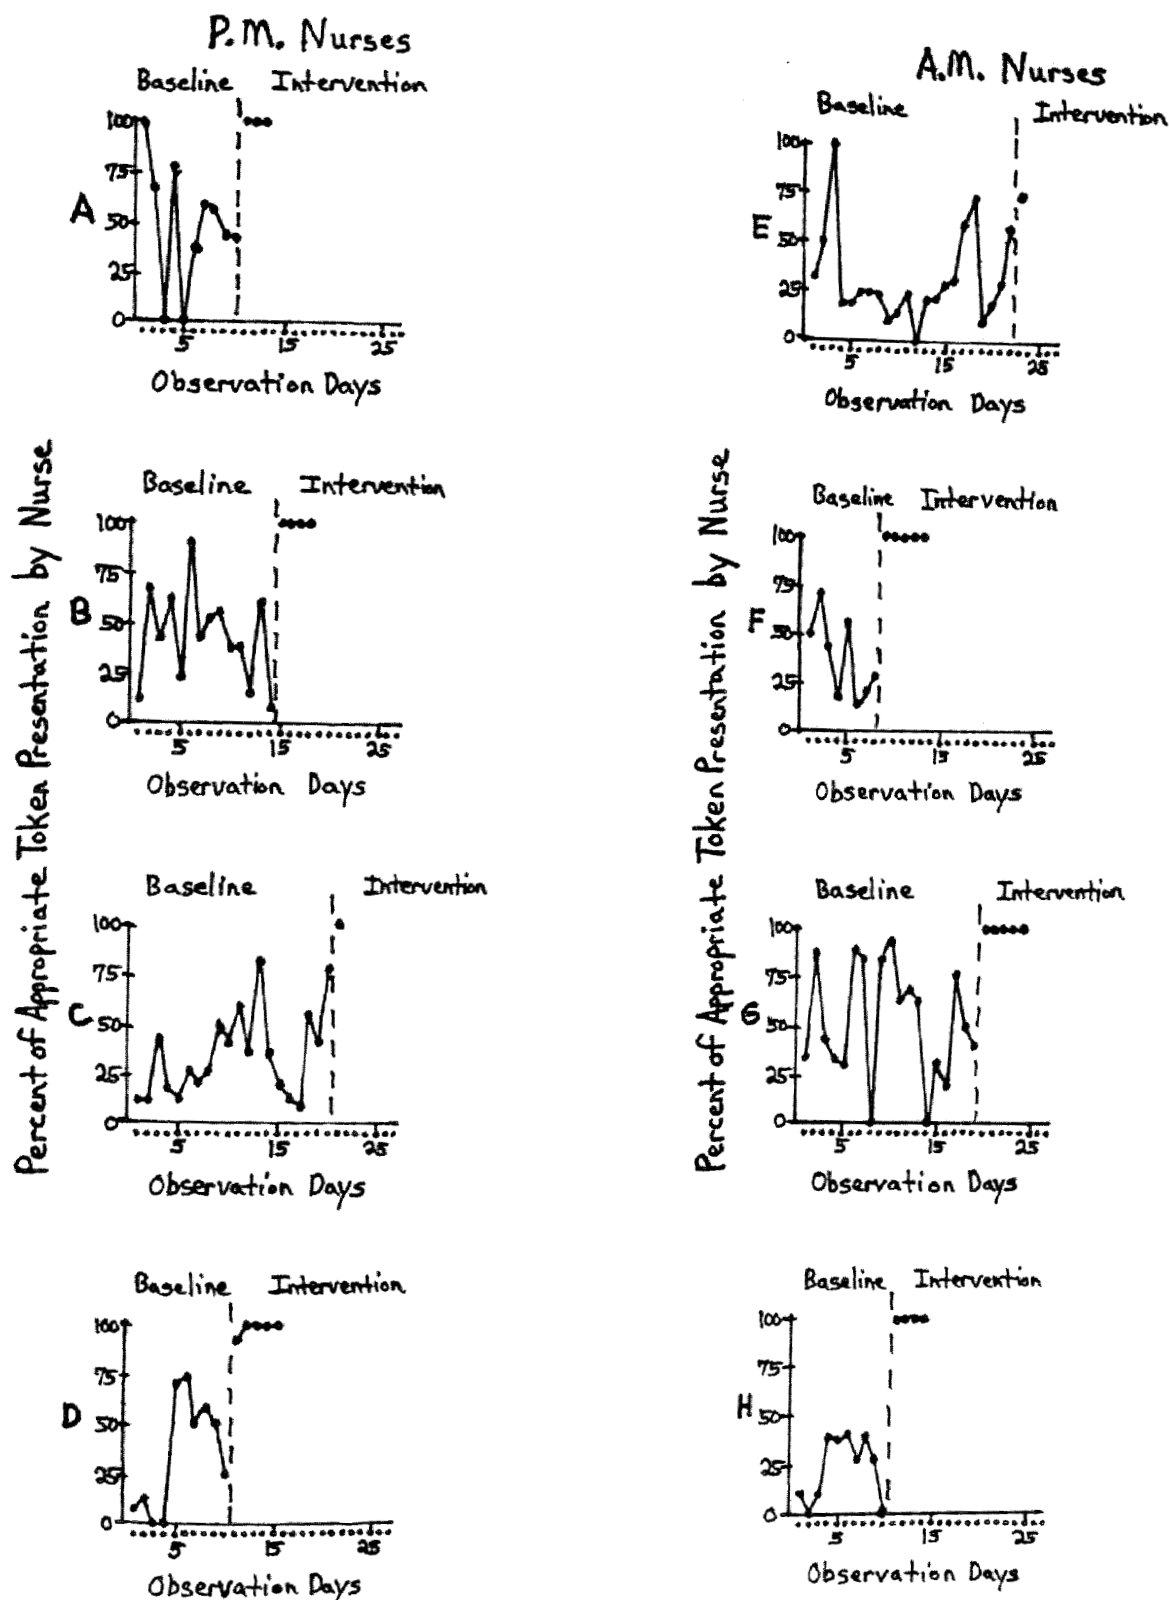 P.M. Nurses
Baseline Intervention
100
75
A
50
25
0
5 15 25
Observation Days
Percent of Appropriate Token Presentation by Nurse
Baseline Intervention
100
75
B
50
25
0
5 15 25
Observation Days
Baseline Intervention
100
75
C
50
25
0
5 15 25
Observation Days
Baseline Intervention
100
75
D
50
25
0
5 15 25
Observation Days
A.M. Nurses
Baseline Intervention
100
75
E
50
25
0
5 15 25
Observation Days
Percent of Appropriate Token Presentation by Nurse
Baseline Intervention
100
75
F
50
25
0
5 15 25
Observation Days
Baseline Intervention
100
75
G
50
25
0
5 15 25
Observation Days
Baseline Intervention
100
75
H
50
25
0
5 15 25
Observation Days